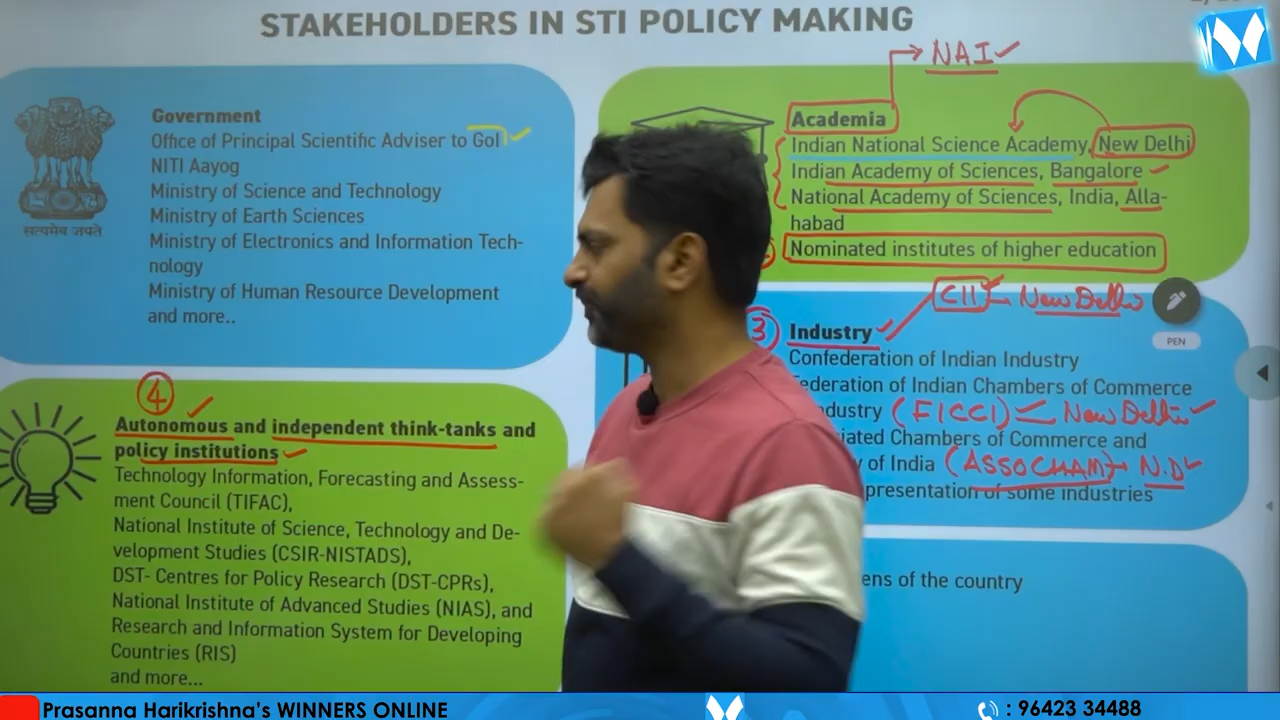 STAKEHOLDERS IN STI POLICY MAKING
Government
Office of Principal Scientific Adviser to GoI
NITI Aayog
Ministry of Science and Technology
Ministry of Earth Sciences
Ministry of Electronics and Information Tech-
nology
Ministry of Human Resource Development
and more..
सत्यमेव जयते
NAI
Academia
Indian National Science Academy, New Delhi
Indian Academy of Sciences, Bangalore
National Academy of Sciences, India, Alla-
habad
Nominated institutes of higher education
CII New Delhi
3 Industry
Confederation of Indian Industry
Federation of Indian Chambers of Commerce
(FICCI) New Delhi
Chambers of Commerce and
of India (ASSOCHAM) N.D
of some industries
PEN
4
Autonomous and independent think-tanks and
policy institutions
Technology Information, Forecasting and Assess-
ment Council (TIFAC),
National Institute of Science, Technology and De-
velopment Studies (CSIR-NISTADS),
DST- Centres for Policy Research (DST-CPRs),
National Institute of Advanced Studies (NIAS), and
Research and Information System for Developing
Countries (RIS)
and more...
of the country
Prasanna Harikrishna's WINNERS ONLINE
: 96423 34488